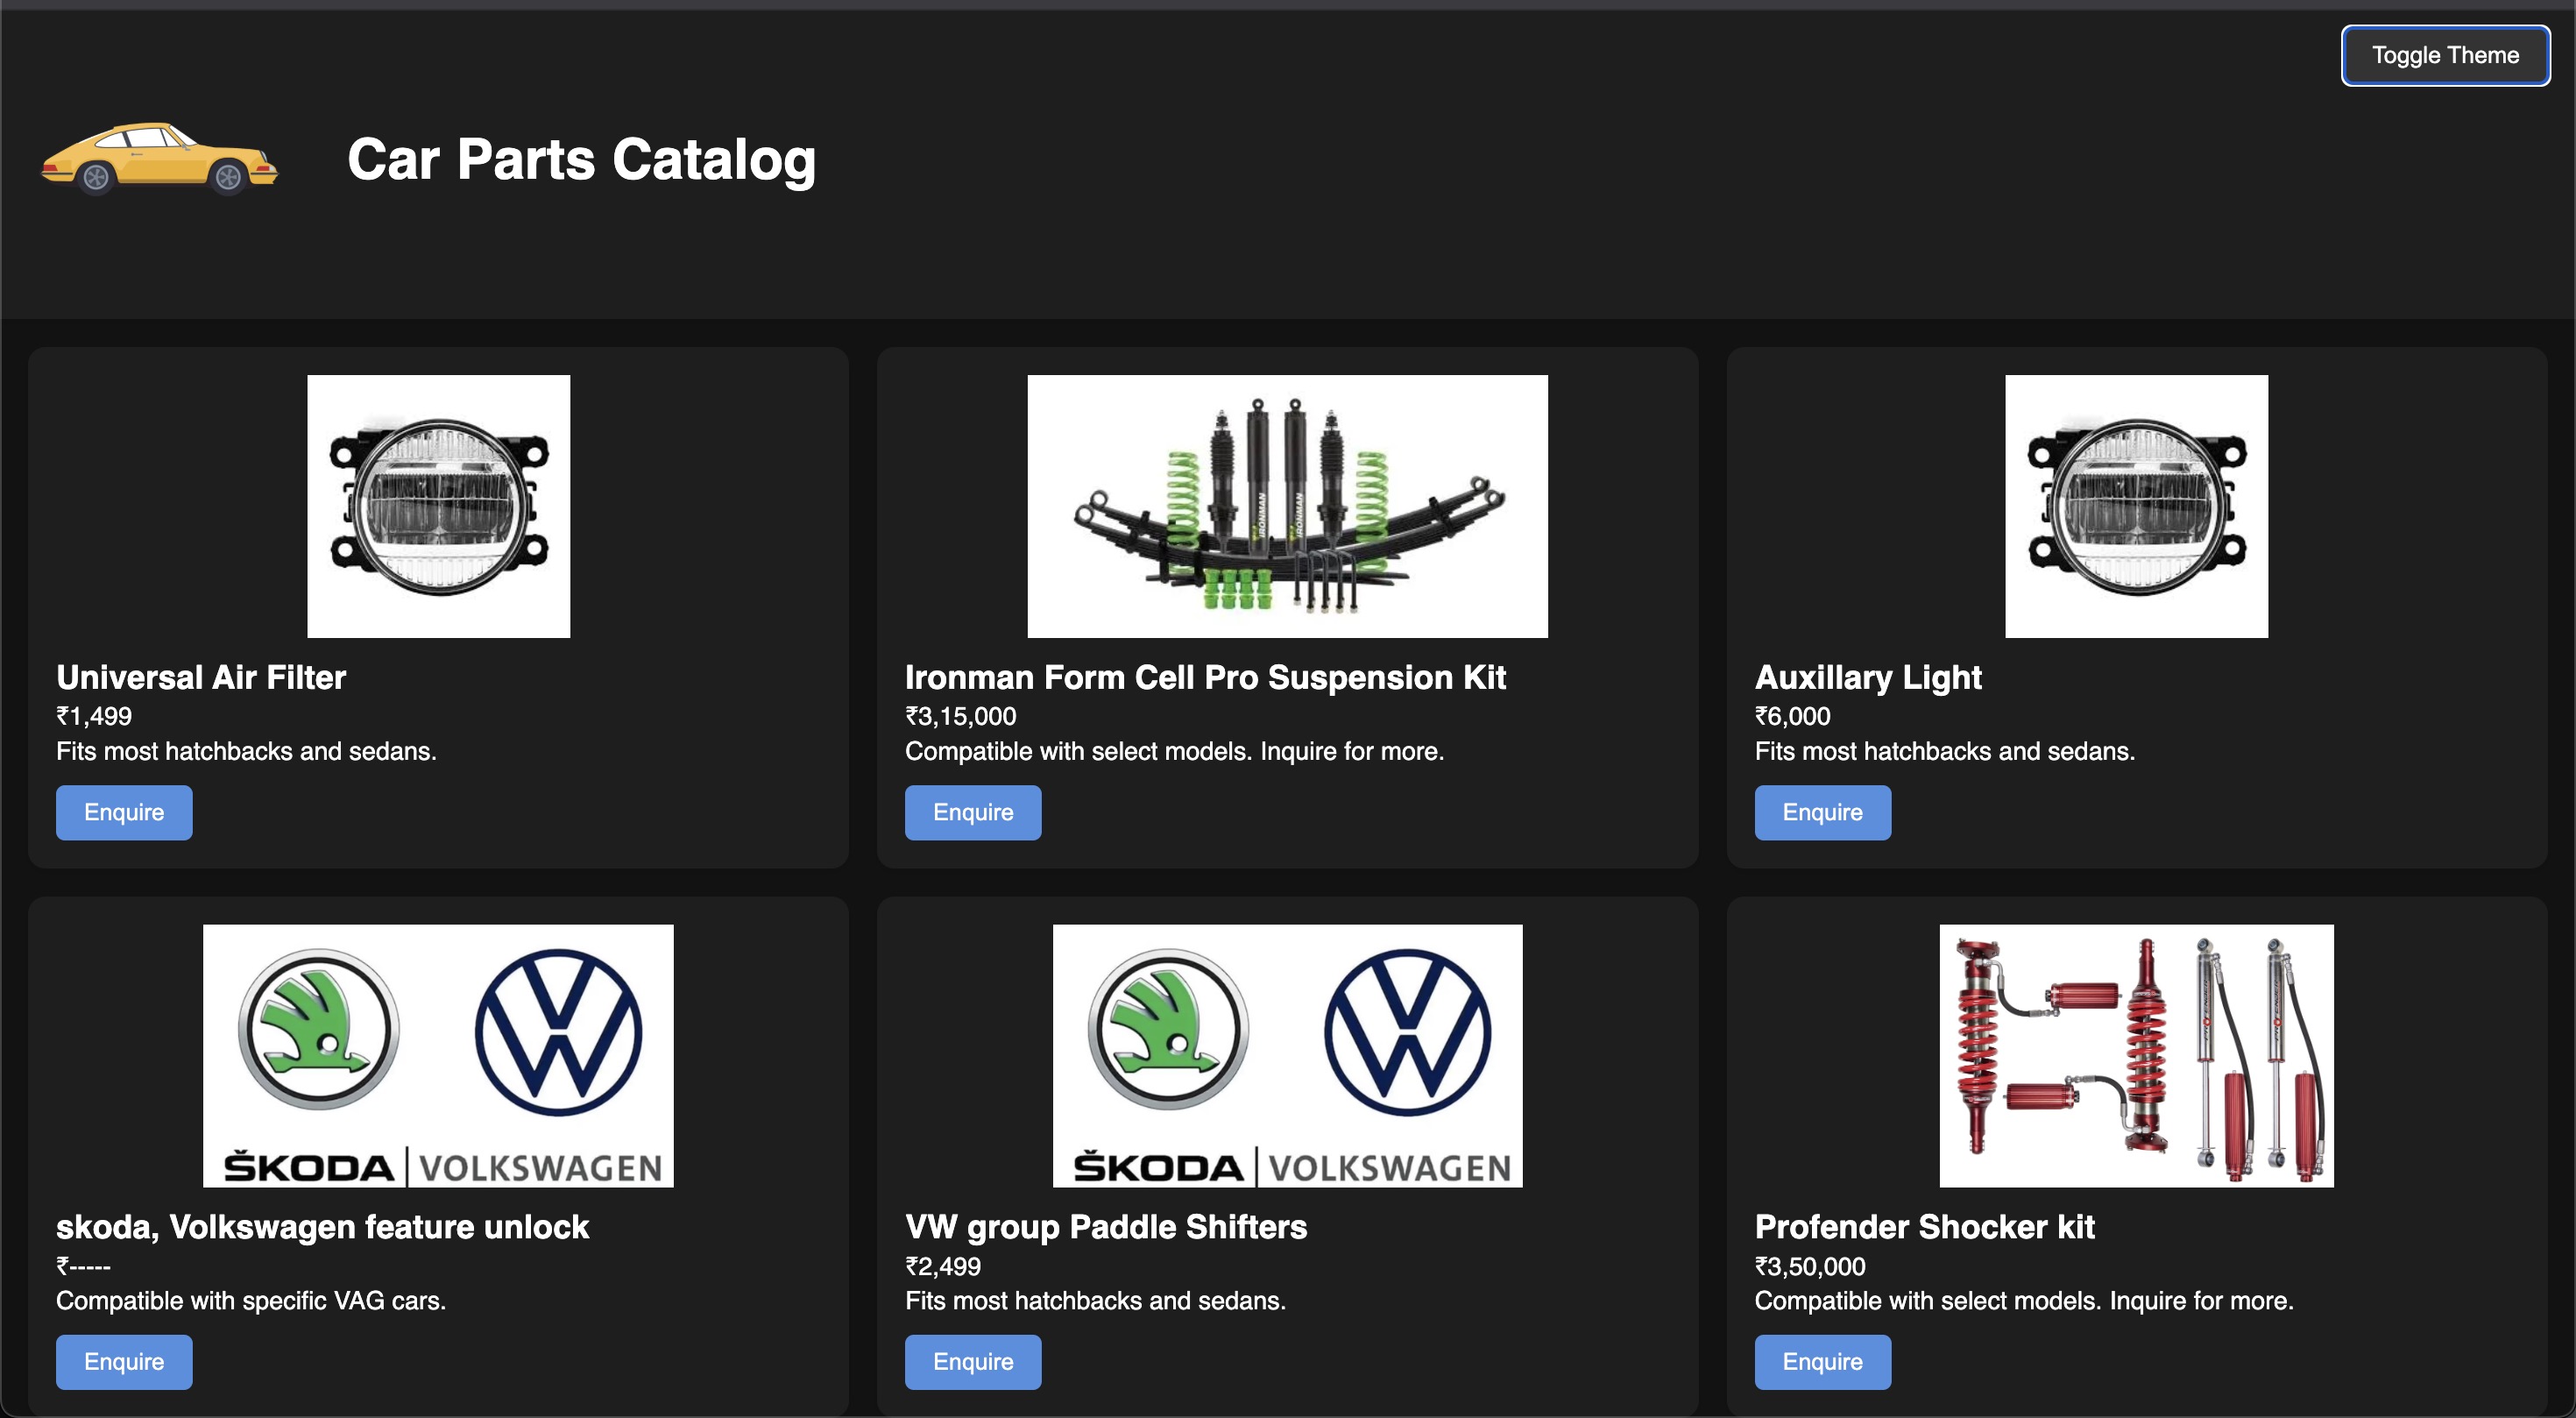 Toggle Theme
Car Parts Catalog
IRONMAN IRONMAN
Universal Air Filter
₹1,499
Fits most hatchbacks and sedans.
Enquire
Ironman Form Cell Pro Suspension Kit
₹3,15,000
Compatible with select models. Inquire for more.
Enquire
Auxillary Light
₹6,000
Fits most hatchbacks and sedans.
Enquire
ŠKODA | VOLKSWAGEN
skoda, Volkswagen feature unlock
₹-----
Compatible with specific VAG cars.
Enquire
ŠKODA | VOLKSWAGEN
VW group Paddle Shifters
₹2,499
Fits most hatchbacks and sedans.
Enquire
Profender Shocker kit
₹3,50,000
Compatible with select models. Inquire for more.
Enquire